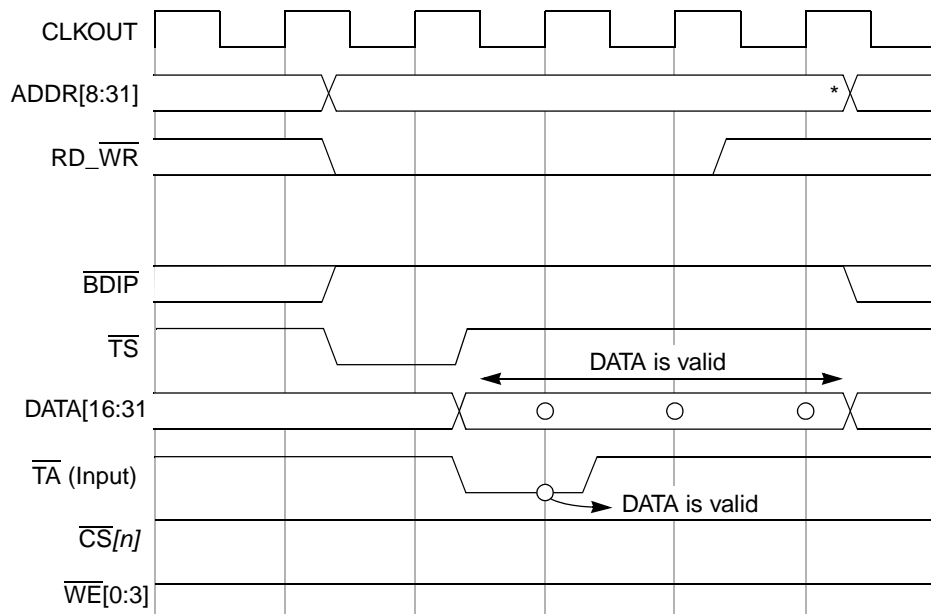 CLKOUT
ADDR[8:31]
*
RD_WR
BDIP
TS
DATA is valid
DATA[16:31
TA (Input)
DATA is valid
CS[n]
WE[0:3]